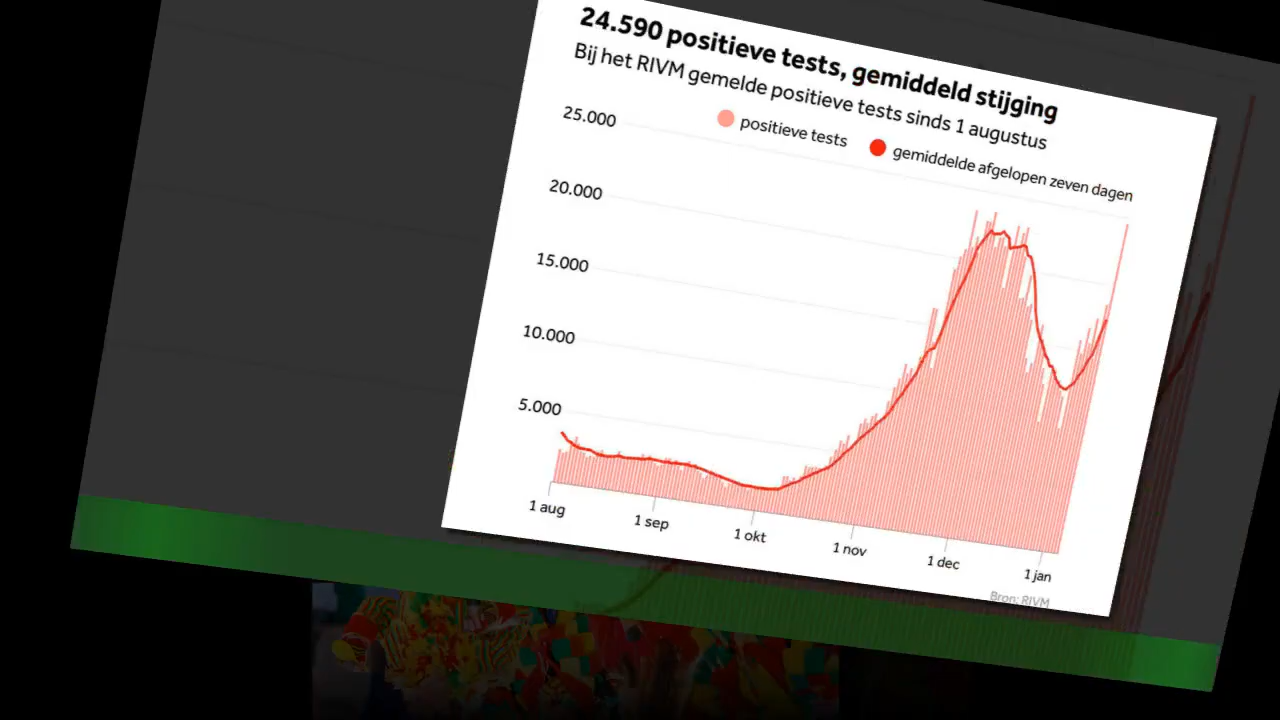 24.590 positieve tests, gemiddeld stijging
Bij het RIVM gemelde positieve tests sinds 1 augustus
positieve tests
gemiddelde afgelopen zeven dagen
25.000
20.000
15.000
10.000
5.000
1 aug
1 sep
1 okt
1 nov
1 dec
1 jan
Bron: RIVM